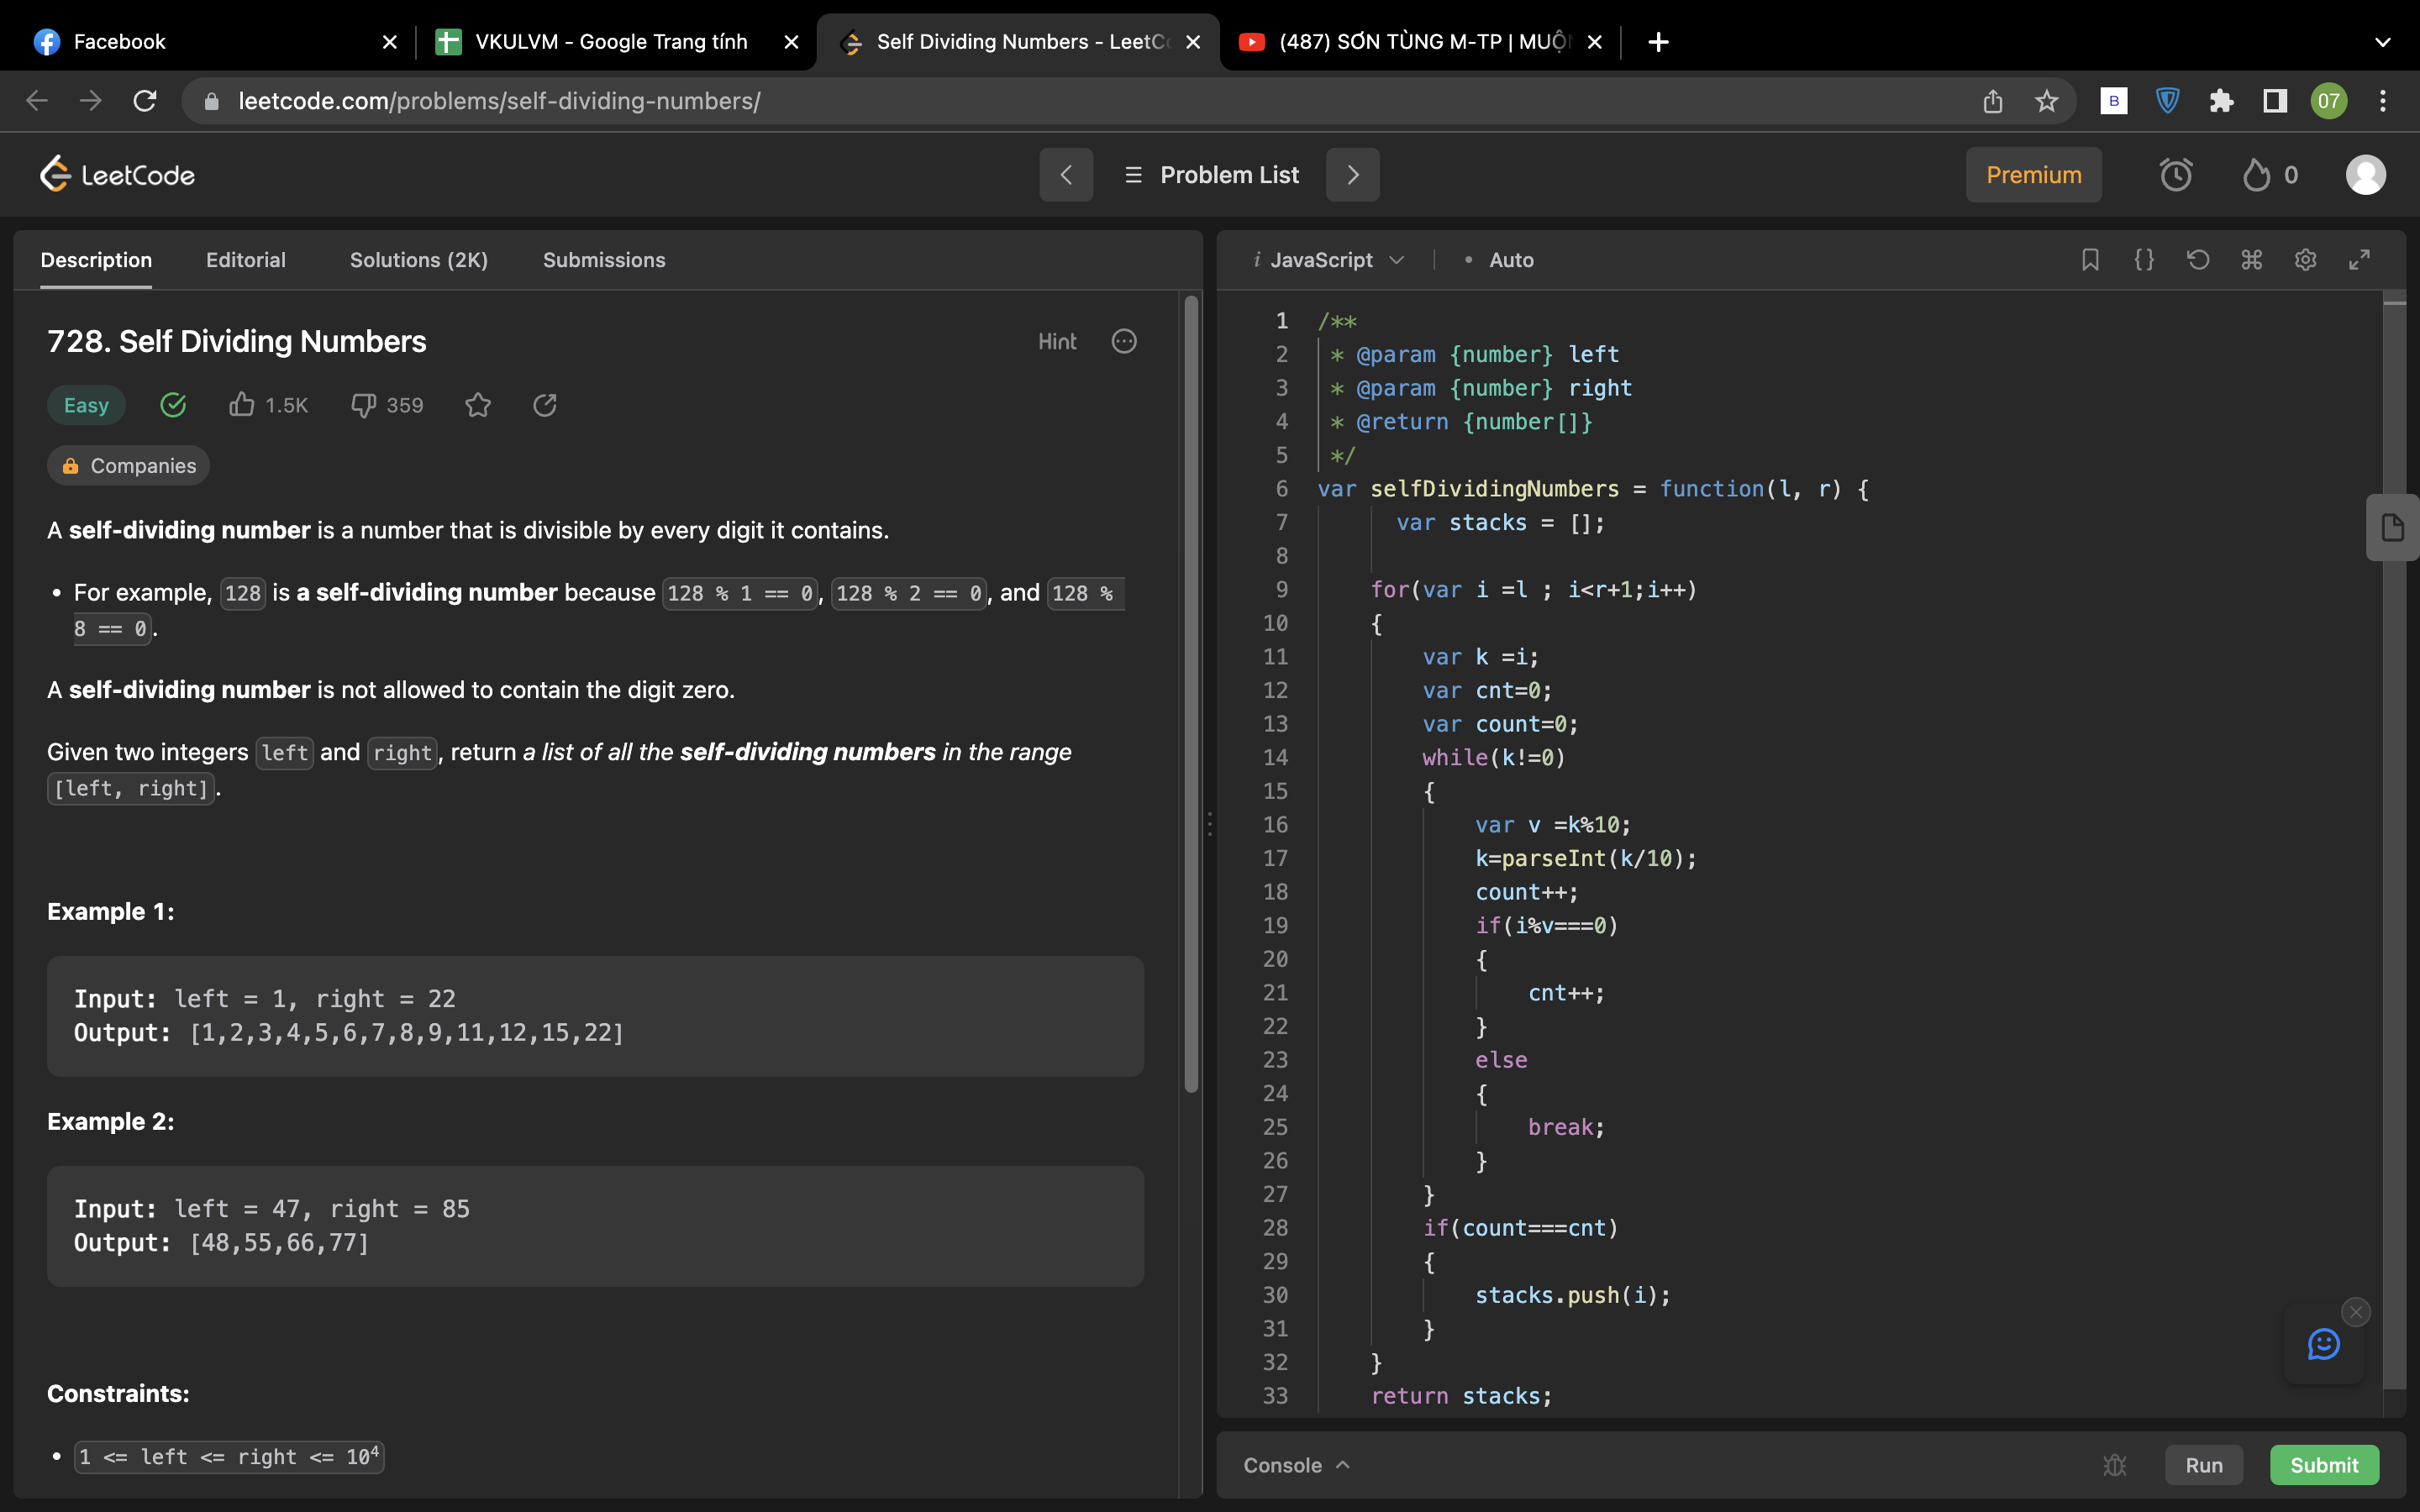 Facebook
VKULVM - Google Trang tính
Self Dividing Numbers - LeetC
(487) SƠN TÙNG M-TP | MUỘ
leetcode.com/problems/self-dividing-numbers/
B
07
LeetCode
Problem List
Premium
0
Description
Editorial
Solutions (2K)
Submissions
728. Self Dividing Numbers
Hint
Easy
1.5K
359
Companies
A self-dividing number is a number that is divisible by every digit it contains.
• For example, 128 is a self-dividing number because 128 % 1 == 0, 128 % 2 == 0, and 128 %
8 == 0.
A self-dividing number is not allowed to contain the digit zero.
Given two integers left and right, return a list of all the self-dividing numbers in the range
[left, right].
Example 1:
Input: left = 1, right = 22
Output: [1,2,3,4,5,6,7,8,9,11,12,15,22]
Example 2:
Input: left = 47, right = 85
Output: [48,55,66,77]
Constraints:
• 1 <= left <= right <= 10⁴
i JavaScript
• Auto
1 /**
2 * @param {number} left
3 * @param {number} right
4 * @return {number[]}
5 */
6 var selfDividingNumbers = function(l, r) {
7 var stacks = [];
8
9 for(var i =l ; i<r+1;i++)
10 {
11 var k =i;
12 var cnt=0;
13 var count=0;
14 while(k!=0)
15 {
16 var v =k%10;
17 k=parseInt(k/10);
18 count++;
19 if(i%v===0)
20 {
21 cnt++;
22 }
23 else
24 {
25 break;
26 }
27 }
28 if(count===cnt)
29 {
30 stacks.push(i);
31 }
32 }
33 return stacks;
Console
Run
Submit